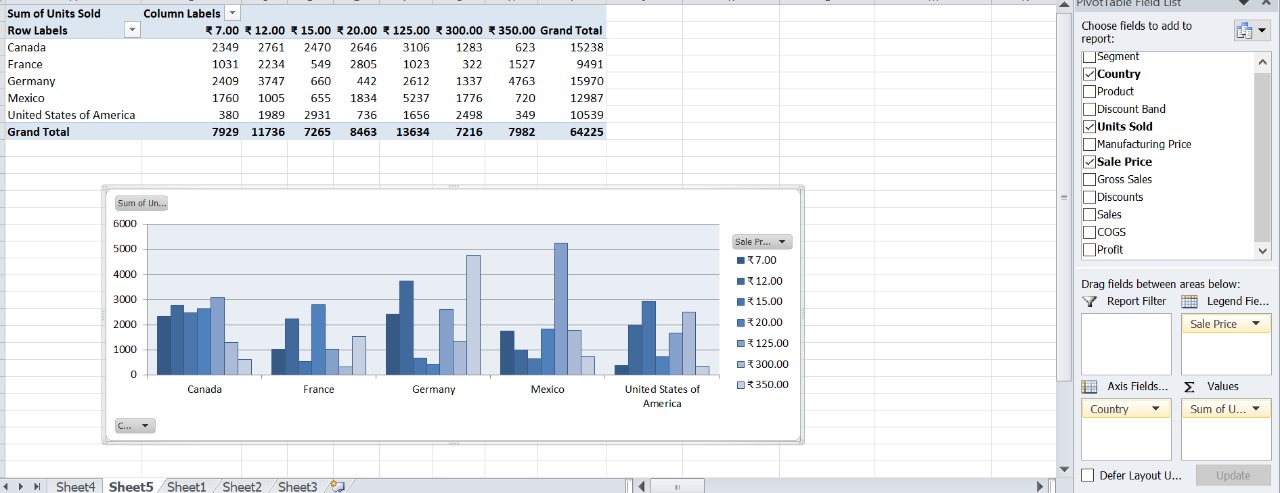 Sum of Units Sold Column Labels
Row Labels ₹ 7.00 ₹ 12.00 ₹ 15.00 ₹ 20.00 ₹ 125.00 ₹ 300.00 ₹ 350.00 Grand Total
Canada 2349 2761 2470 2646 3106 1283 623 15238
France 1031 2234 549 2805 1023 322 1527 9491
Germany 2409 3747 660 442 2612 1337 4763 15970
Mexico 1760 1005 655 1834 5237 1776 720 12987
United States of America 380 1989 2931 736 1656 2498 349 10539
Grand Total 7929 11736 7265 8463 13634 7216 7982 64225
Sum of Un...
6000
5000
4000
3000
2000
1000
0
Canada France Germany Mexico United States of
America
Sale Pr...
₹ 7.00
₹ 12.00
₹ 15.00
₹ 20.00
₹ 125.00
₹ 300.00
₹ 350.00
C...
PivotTable Field List
Choose fields to add to
report:
Segment
Country
Product
Discount Band
Units Sold
Manufacturing Price
Sale Price
Gross Sales
Discounts
Sales
COGS
Profit
Drag fields between areas below:
Report Filter Legend Fie...
Sale Price
Axis Fields... Σ Values
Country Sum of U...
Defer Layout U... Update
Sheet4 Sheet5 Sheet1 Sheet2 Sheet3